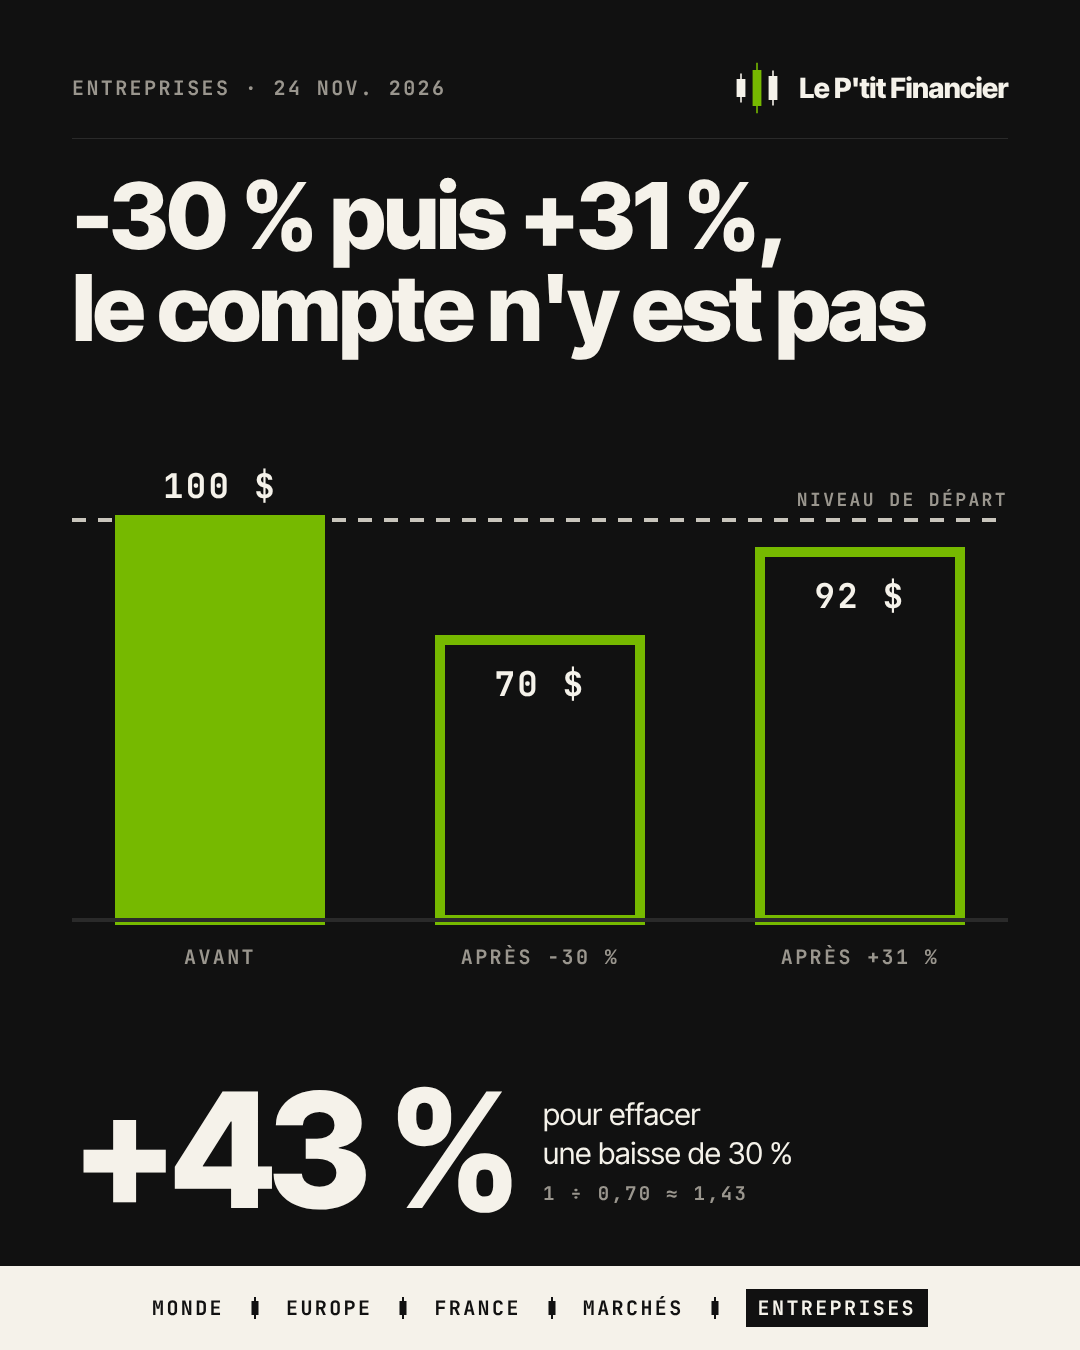 ENTREPRISES · 24 NOV. 2026
Le P'tit Financier
-30 % puis +31 %,
le compte n'y est pas
100 $
NIVEAU DE DÉPART
92 $
70 $
AVANT
APRÈS -30 %
APRÈS +31 %
+43 %
pour effacer
une baisse de 30 %
1 ÷ 0,70 ≈ 1,43
MONDE EUROPE FRANCE MARCHÉS ENTREPRISES